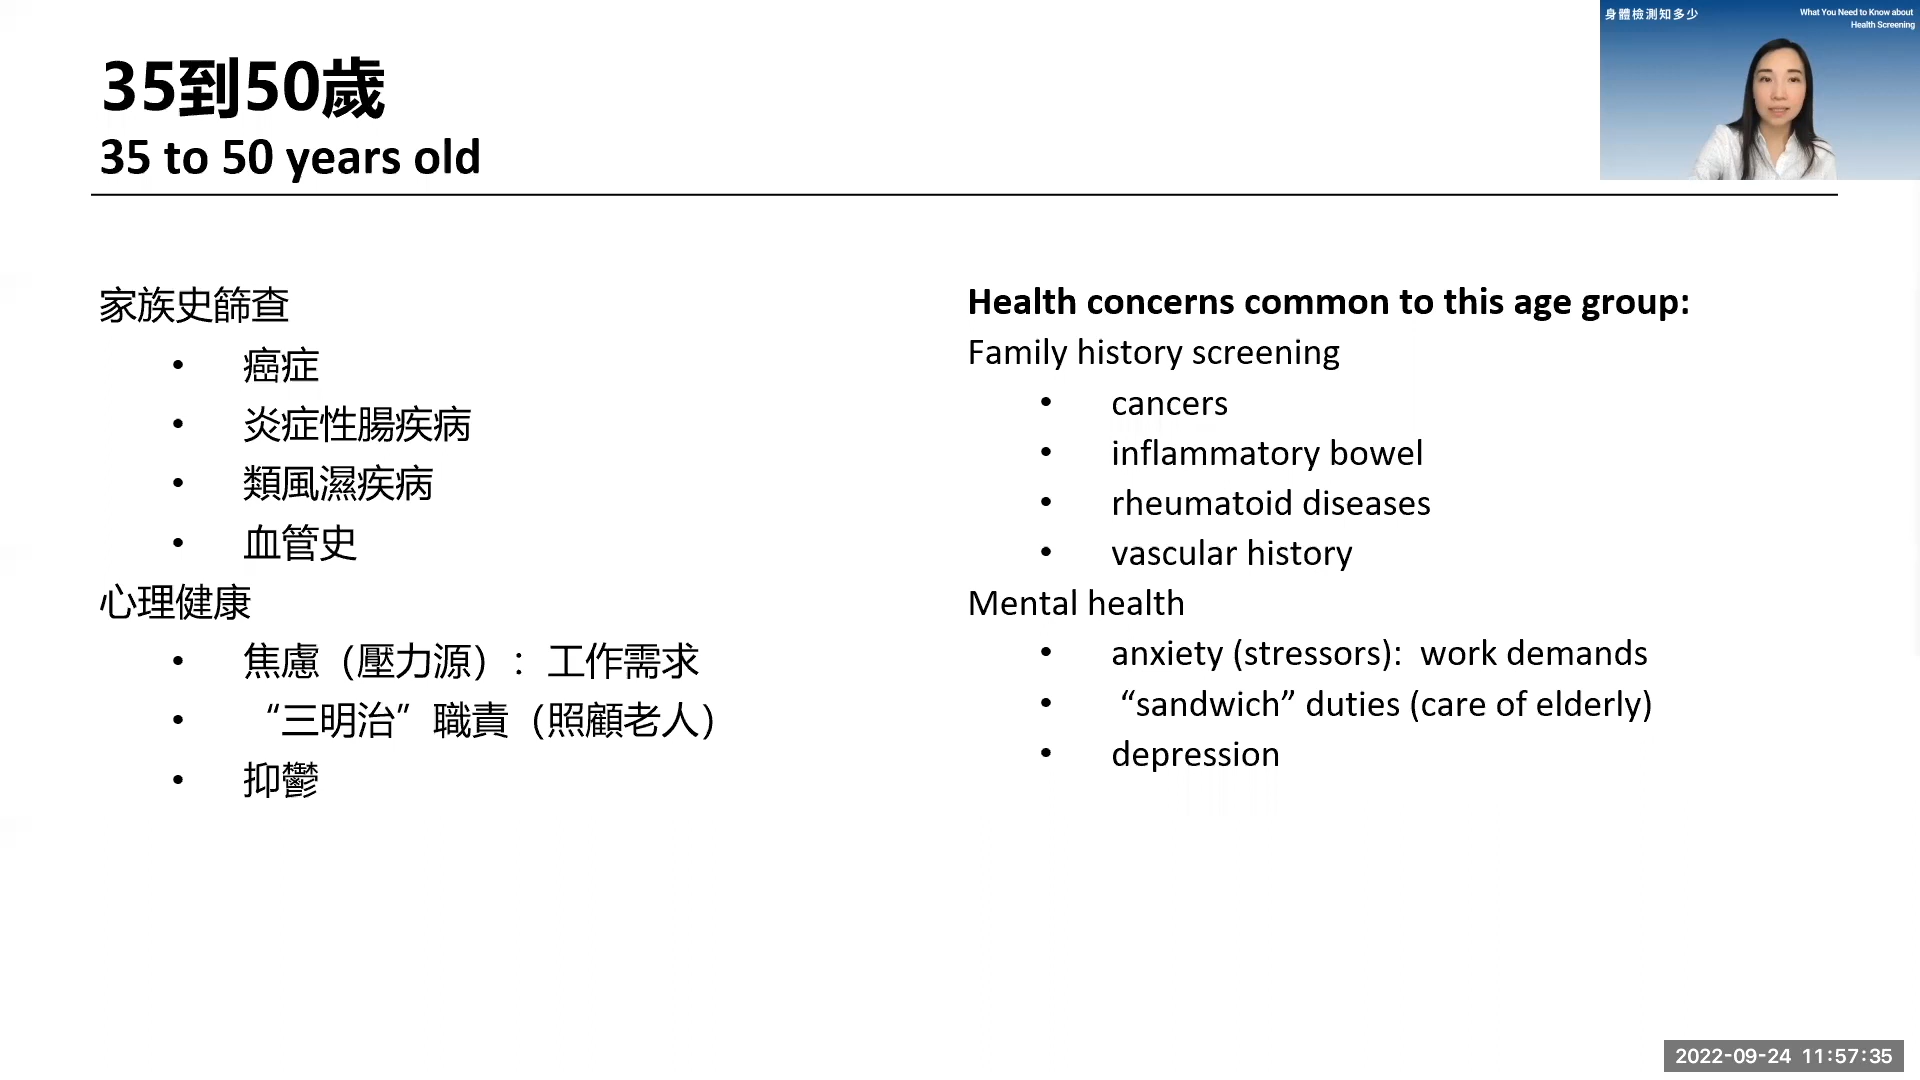 35到50歲
35 to 50 years old
身體檢測知多少
What You Need to Know about
Health Screening
家族史篩查
• 癌症
• 炎症性腸疾病
• 類風濕疾病
• 血管史
心理健康
• 焦慮（壓力源）：工作需求
• “三明治”職責（照顧老人）
• 抑鬱
Health concerns common to this age group:
Family history screening
• cancers
• inflammatory bowel
• rheumatoid diseases
• vascular history
Mental health
• anxiety (stressors): work demands
• “sandwich” duties (care of elderly)
• depression
2022-09-24 11:57:35